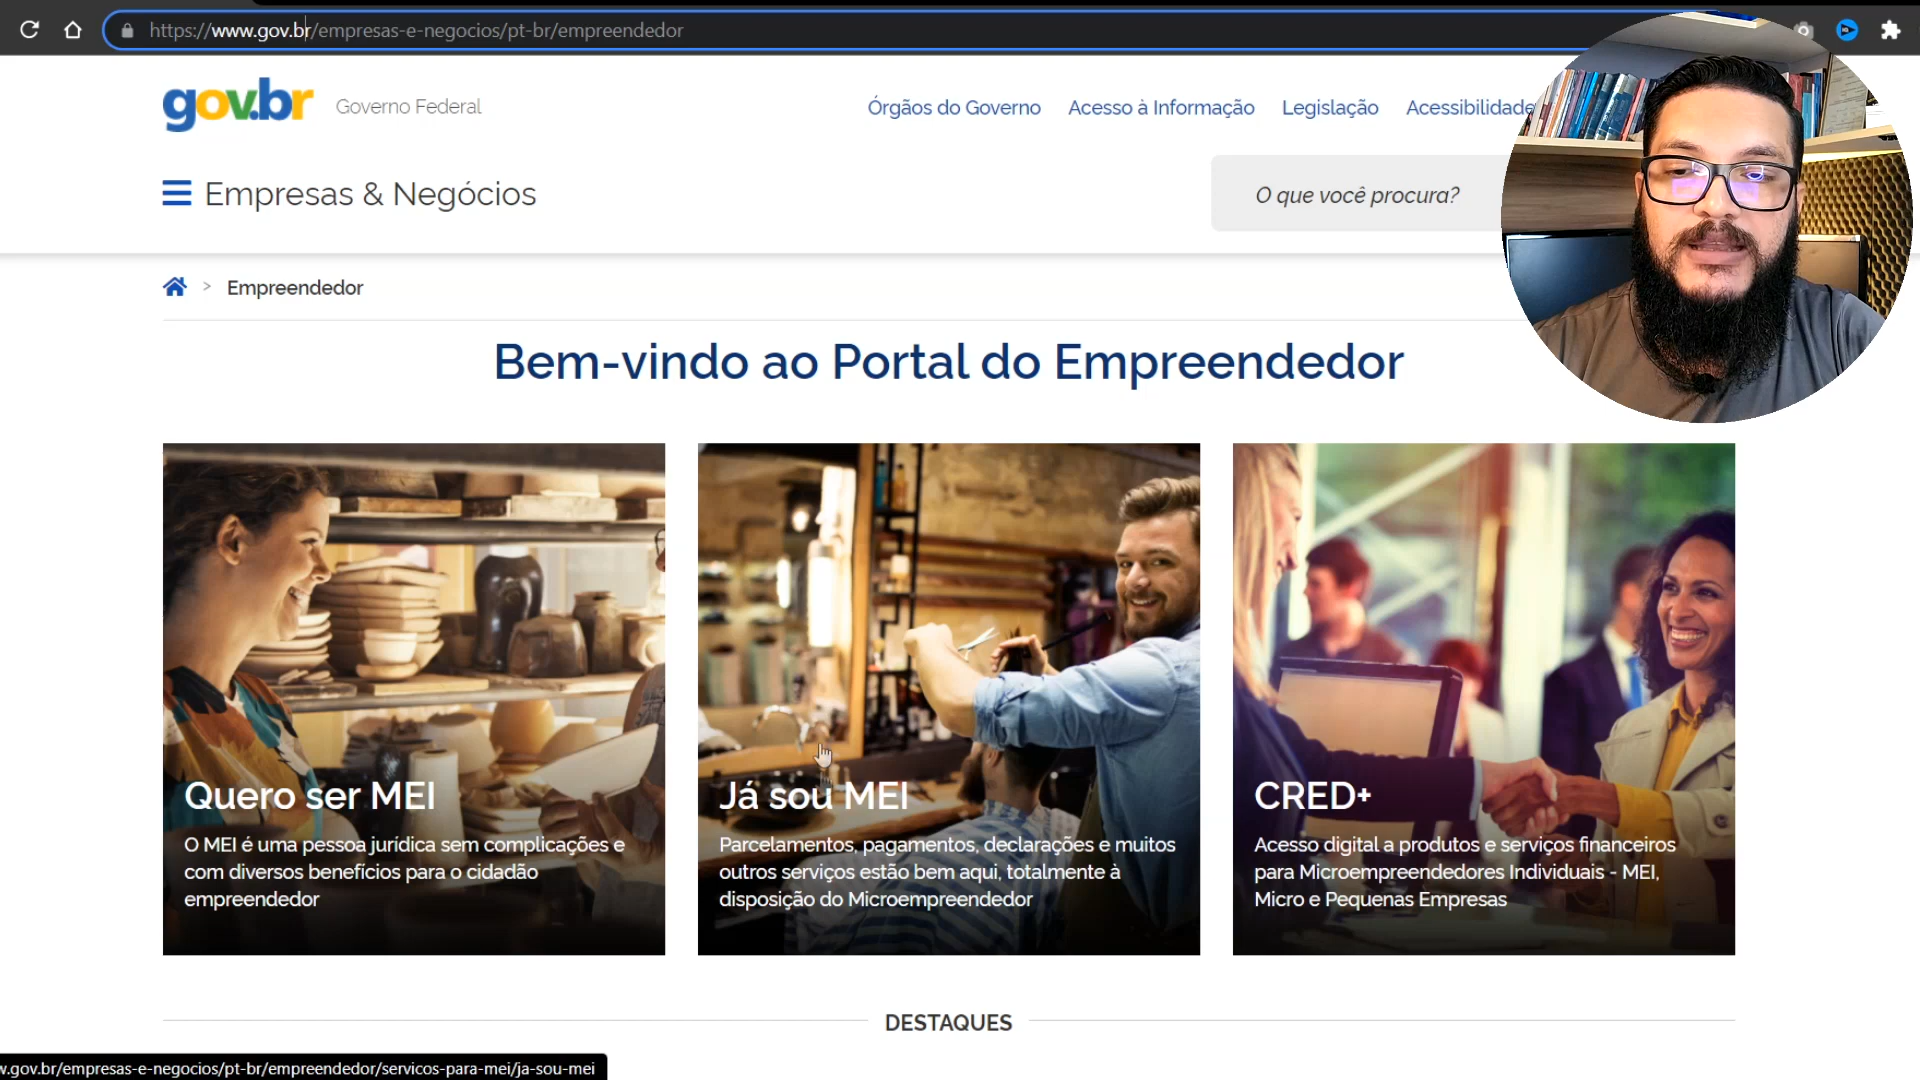 https://www.gov.br/empresas-e-negocios/pt-br/empreendedor
gov.br Governo Federal
Órgãos do Governo Acesso à Informação Legislação Acessibilidade
Empresas & Negócios
O que você procura?
> Empreendedor
Bem-vindo ao Portal do Empreendedor
Quero ser MEI
O MEI é uma pessoa jurídica sem complicações e
com diversos benefícios para o cidadão
empreendedor
Já sou MEI
Parcelamentos, pagamentos, declarações e muitos
outros serviços estão bem aqui, totalmente à
disposição do Microempreendedor
CRED+
Acesso digital a produtos e serviços financeiros
para Microempreendedores Individuais - MEI,
Micro e Pequenas Empresas
DESTAQUES
w.gov.br/empresas-e-negocios/pt-br/empreendedor/servicos-para-mei/ja-sou-mei